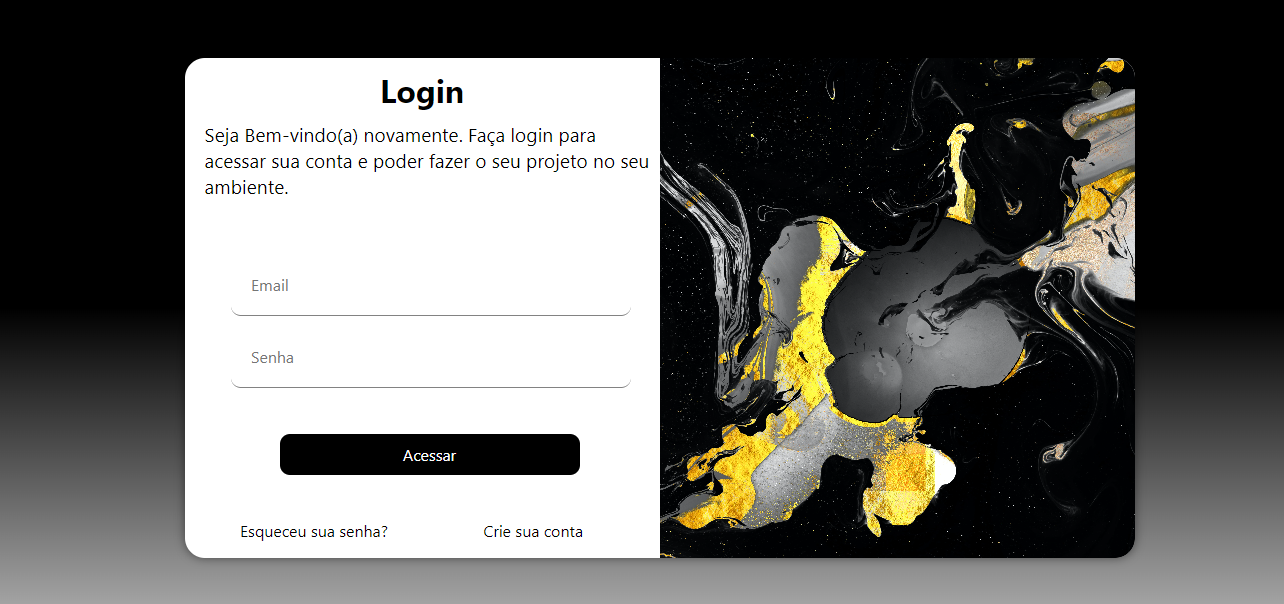 Login
Seja Bem-vindo(a) novamente. Faça login para
acessar sua conta e poder fazer o seu projeto no seu
ambiente.
Email
Senha
Acessar
Esqueceu sua senha? Crie sua conta